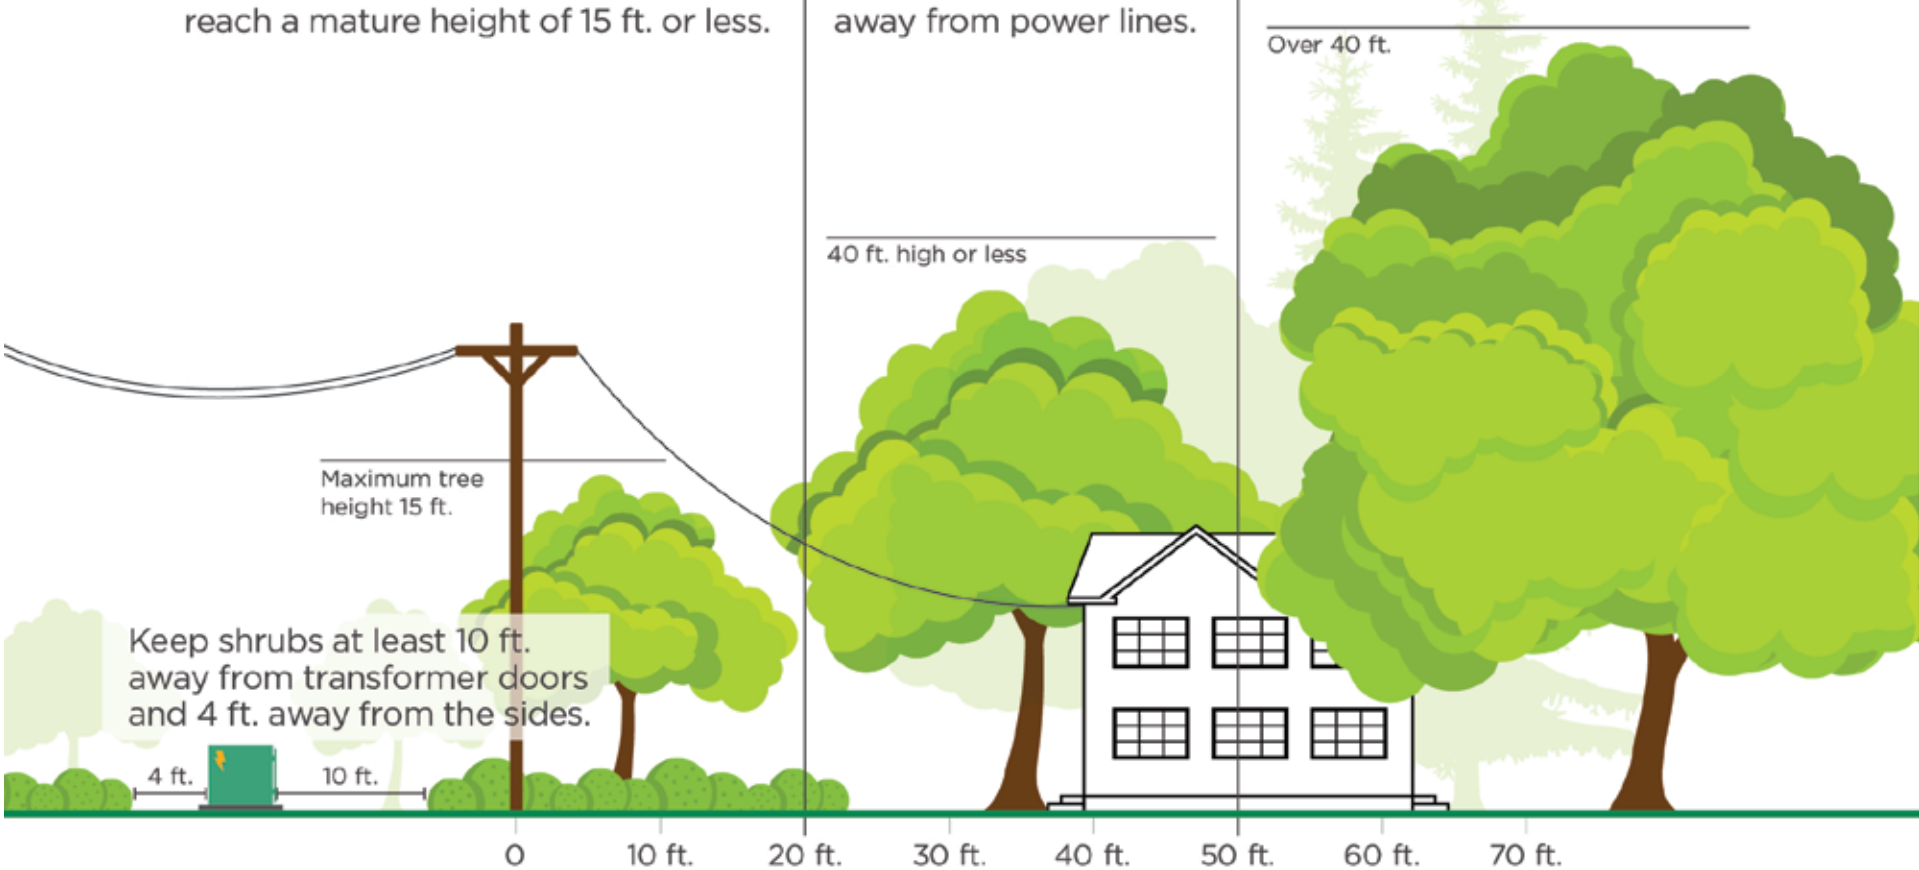 reach a mature height of 15 ft. or less.
away from power lines.
Over 40 ft.
40 ft. high or less
Maximum tree
height 15 ft.
Keep shrubs at least 10 ft.
away from transformer doors
and 4 ft. away from the sides.
4 ft.
10 ft.
0
10 ft.
20 ft.
30 ft.
40 ft.
50 ft.
60 ft.
70 ft.